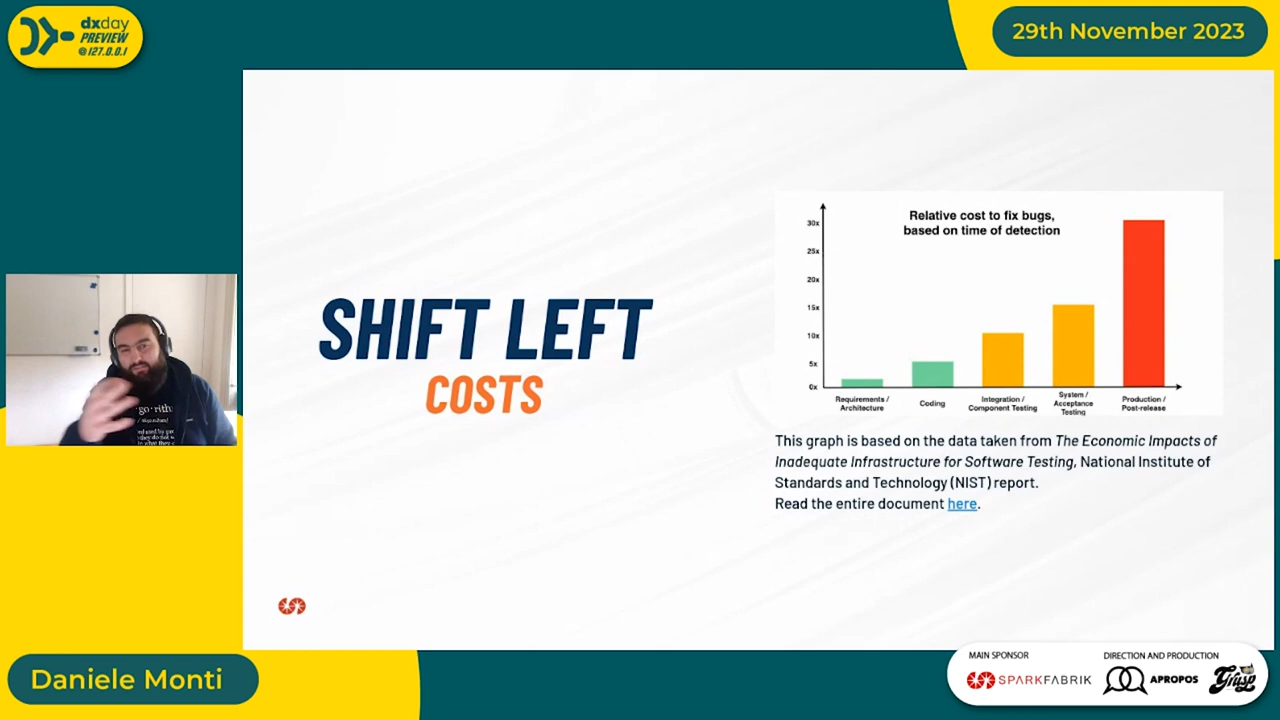 dxday
PREVIEW
@127.0.0.1
29th November 2023
SHIFT LEFT
COSTS
Relative cost to fix bugs,
based on time of detection
30x
25x
20x
15x
10x
5x
0x
Requirements /
Architecture
Coding
Integration /
Component Testing
System /
Acceptance
Testing
Production /
Post-release
This graph is based on the data taken from The Economic Impacts of
Inadequate Infrastructure for Software Testing, National Institute of
Standards and Technology (NIST) report.
Read the entire document here.
Daniele Monti
MAIN SPONSOR
SPARKFABRIK
DIRECTION AND PRODUCTION
APROPOS
Grusp